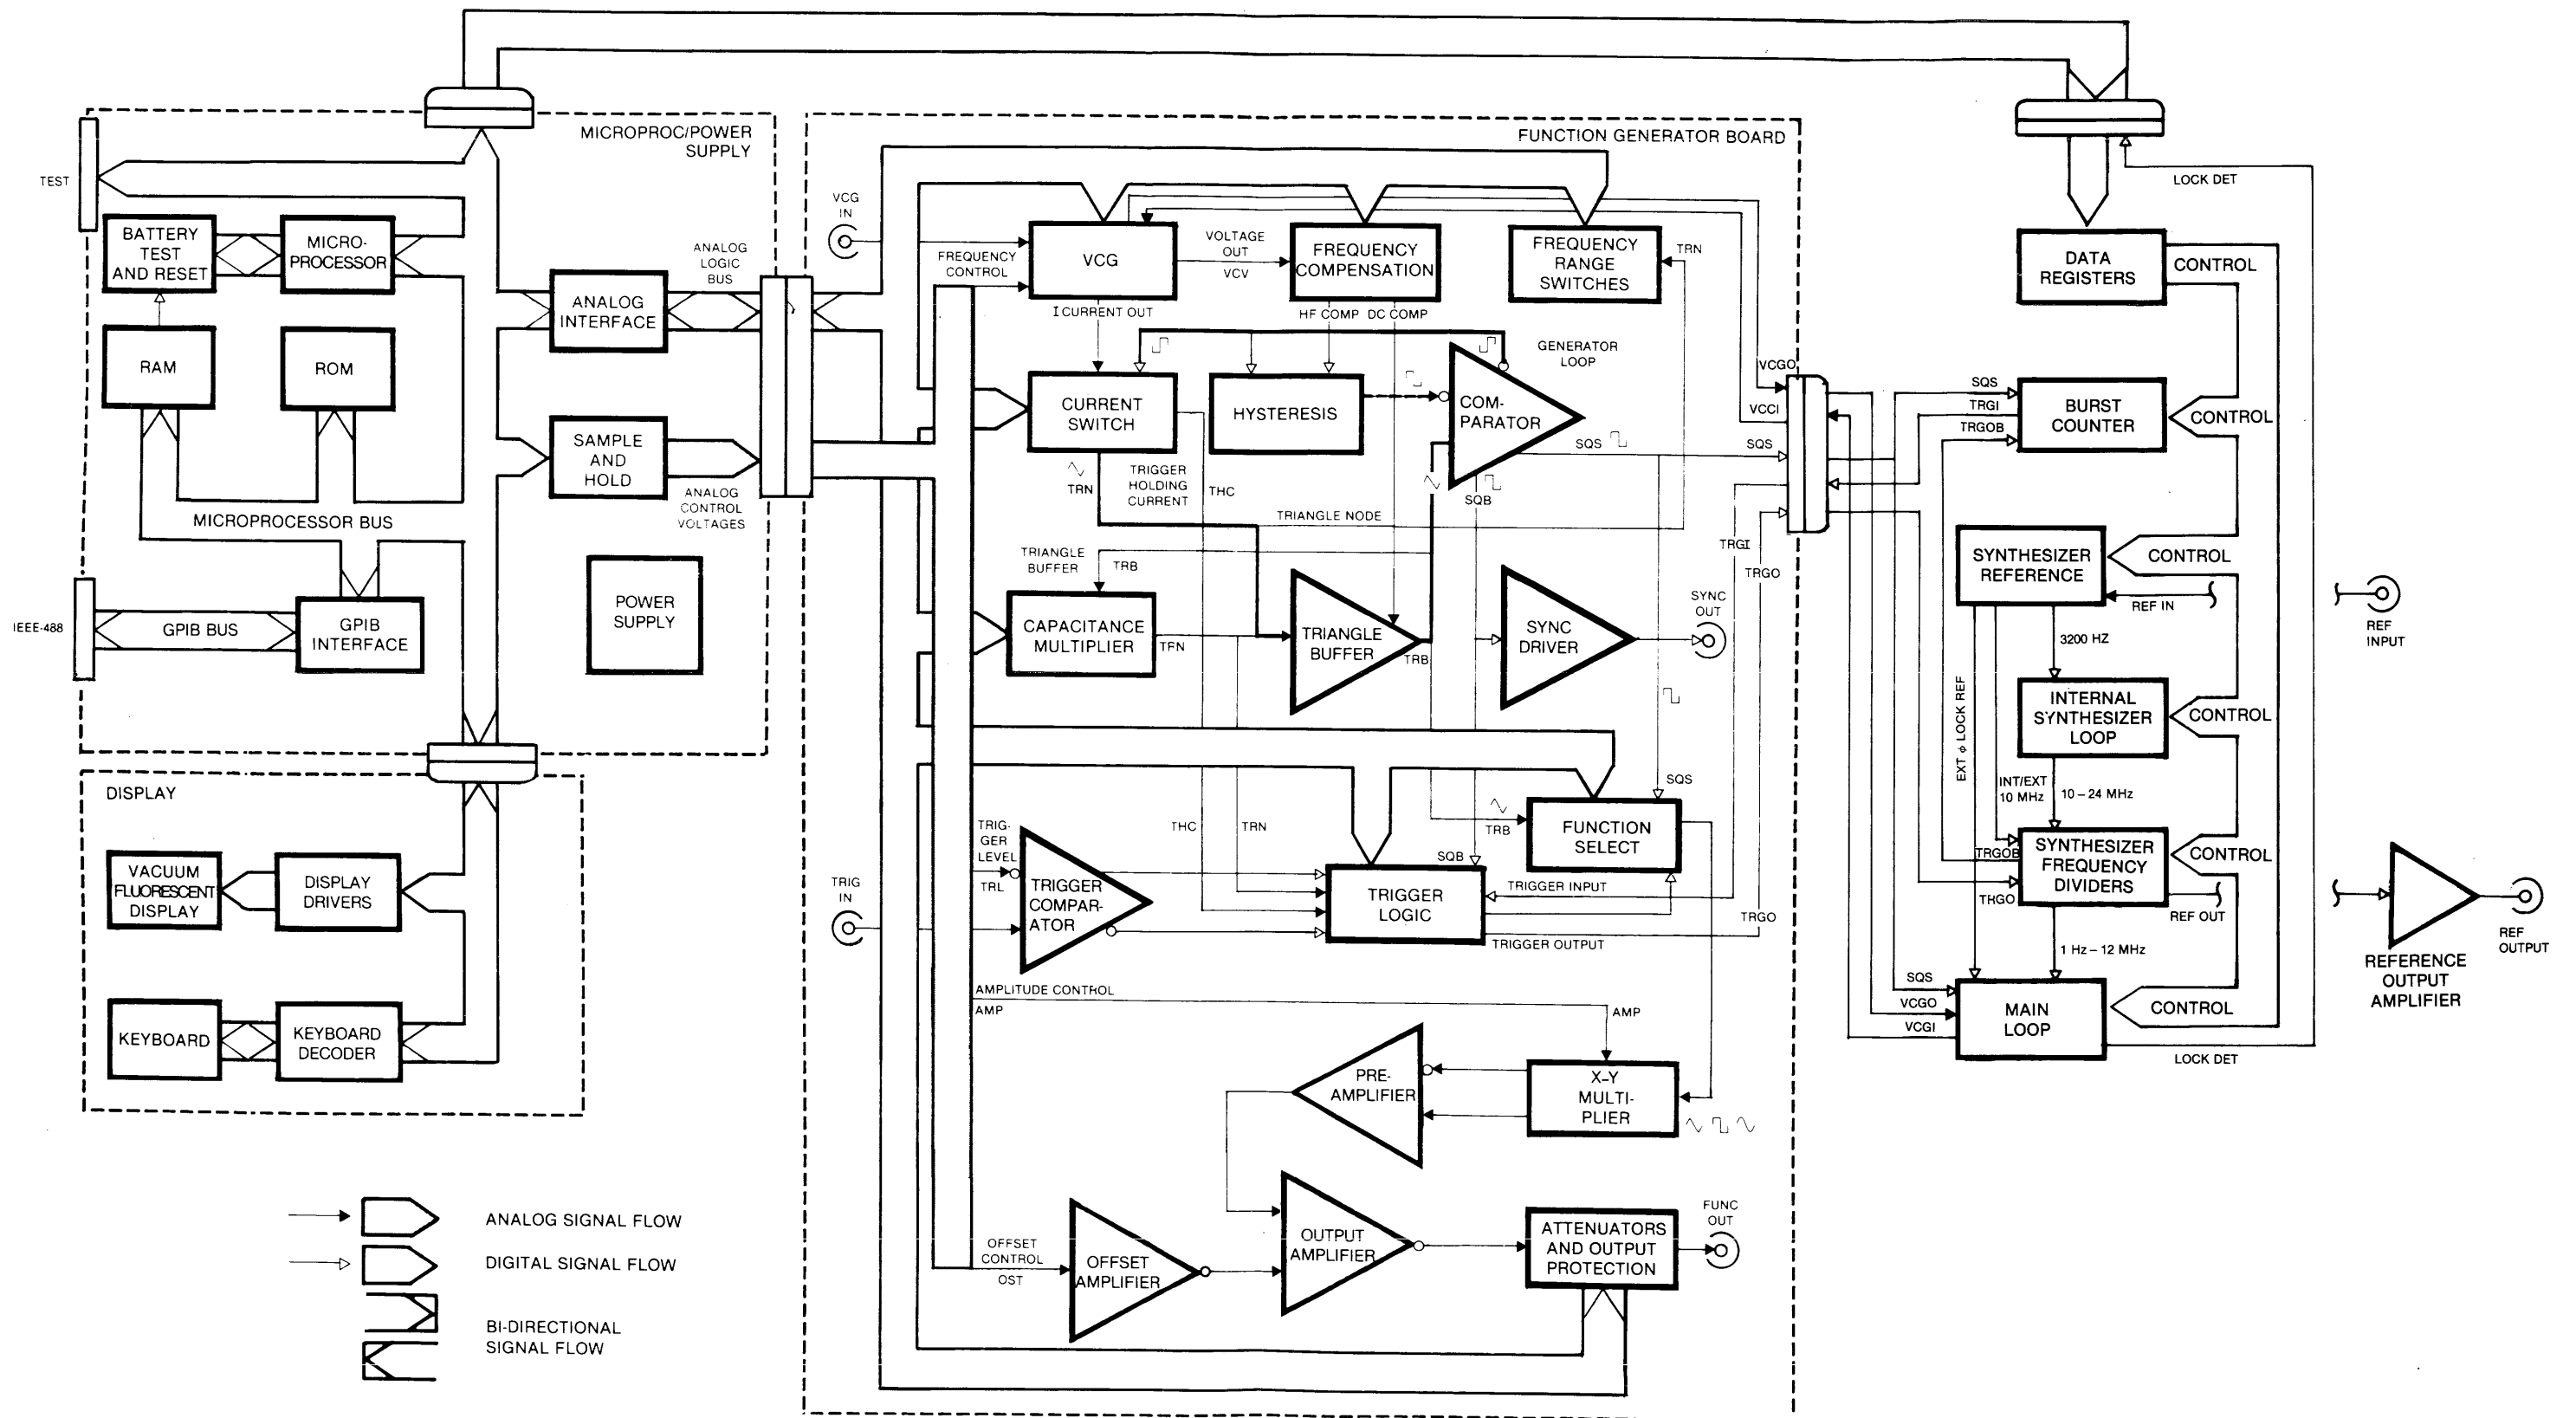 MICROPROC/POWER
SUPPLY
TEST
BATTERY
TEST
AND RESET
MICRO-
PROCESSOR
RAM
ROM
ANALOG
INTERFACE
ANALOG
LOGIC
BUS
SAMPLE
AND
HOLD
ANALOG
CONTROL
VOLTAGES
MICROPROCESSOR BUS
IEEE-488
GPIB BUS
GPIB
INTERFACE
POWER
SUPPLY
DISPLAY
VACUUM
FLUORESCENT
DISPLAY
DISPLAY
DRIVERS
KEYBOARD
KEYBOARD
DECODER
ANALOG SIGNAL FLOW
DIGITAL SIGNAL FLOW
BI-DIRECTIONAL
SIGNAL FLOW
FUNCTION GENERATOR BOARD
VCG
IN
FREQUENCY
CONTROL
VCG
VOLTAGE
OUT
VCV
FREQUENCY
COMPENSATION
FREQUENCY
RANGE
SWITCHES
TRN
I CURRENT OUT
HF COMP
DC COMP
GENERATOR
LOOP
CURRENT
SWITCH
HYSTERESIS
COM-
PARATOR
VCGO
VCCI
SQS
SQS
TRN
TRIGGER
HOLDING
CURRENT
THC
SQB
TRIANGLE NODE
TRIANGLE
BUFFER
TRB
TRGI
TRGO
CAPACITANCE
MULTIPLIER
TFN
TRIANGLE
BUFFER
TRB
SYNC
DRIVER
SYNC
OUT
SQS
TRIG-
GER
LEVEL
TRL
THC
TRN
TRB
FUNCTION
SELECT
SQB
TRIG
IN
TRIGGER
COMPAR-
ATOR
TRIGGER
LOGIC
TRIGGER INPUT
TRIGGER OUTPUT
TRGO
AMPLITUDE CONTROL
AMP
AMP
PRE-
AMPLIFIER
X-Y
MULTI-
PLIER
OFFSET
CONTROL
OST
OFFSET
AMPLIFIER
OUTPUT
AMPLIFIER
ATTENUATORS
AND OUTPUT
PROTECTION
FUNC
OUT
LOCK DET
DATA
REGISTERS
CONTROL
SQS
TRGI
TRGOB
BURST
COUNTER
CONTROL
SYNTHESIZER
REFERENCE
CONTROL
REF IN
3200 HZ
EXT ϕ LOCK REF
INTERNAL
SYNTHESIZER
LOOP
CONTROL
INT/EXT
10 MHz
10–24 MHz
TRGOB
SYNTHESIZER
FREQUENCY
DIVIDERS
CONTROL
THGO
REF OUT
1 Hz–12 MHz
SQS
VCGO
VCGI
MAIN
LOOP
CONTROL
LOCK DET
REF
INPUT
REFERENCE
OUTPUT
AMPLIFIER
REF
OUTPUT